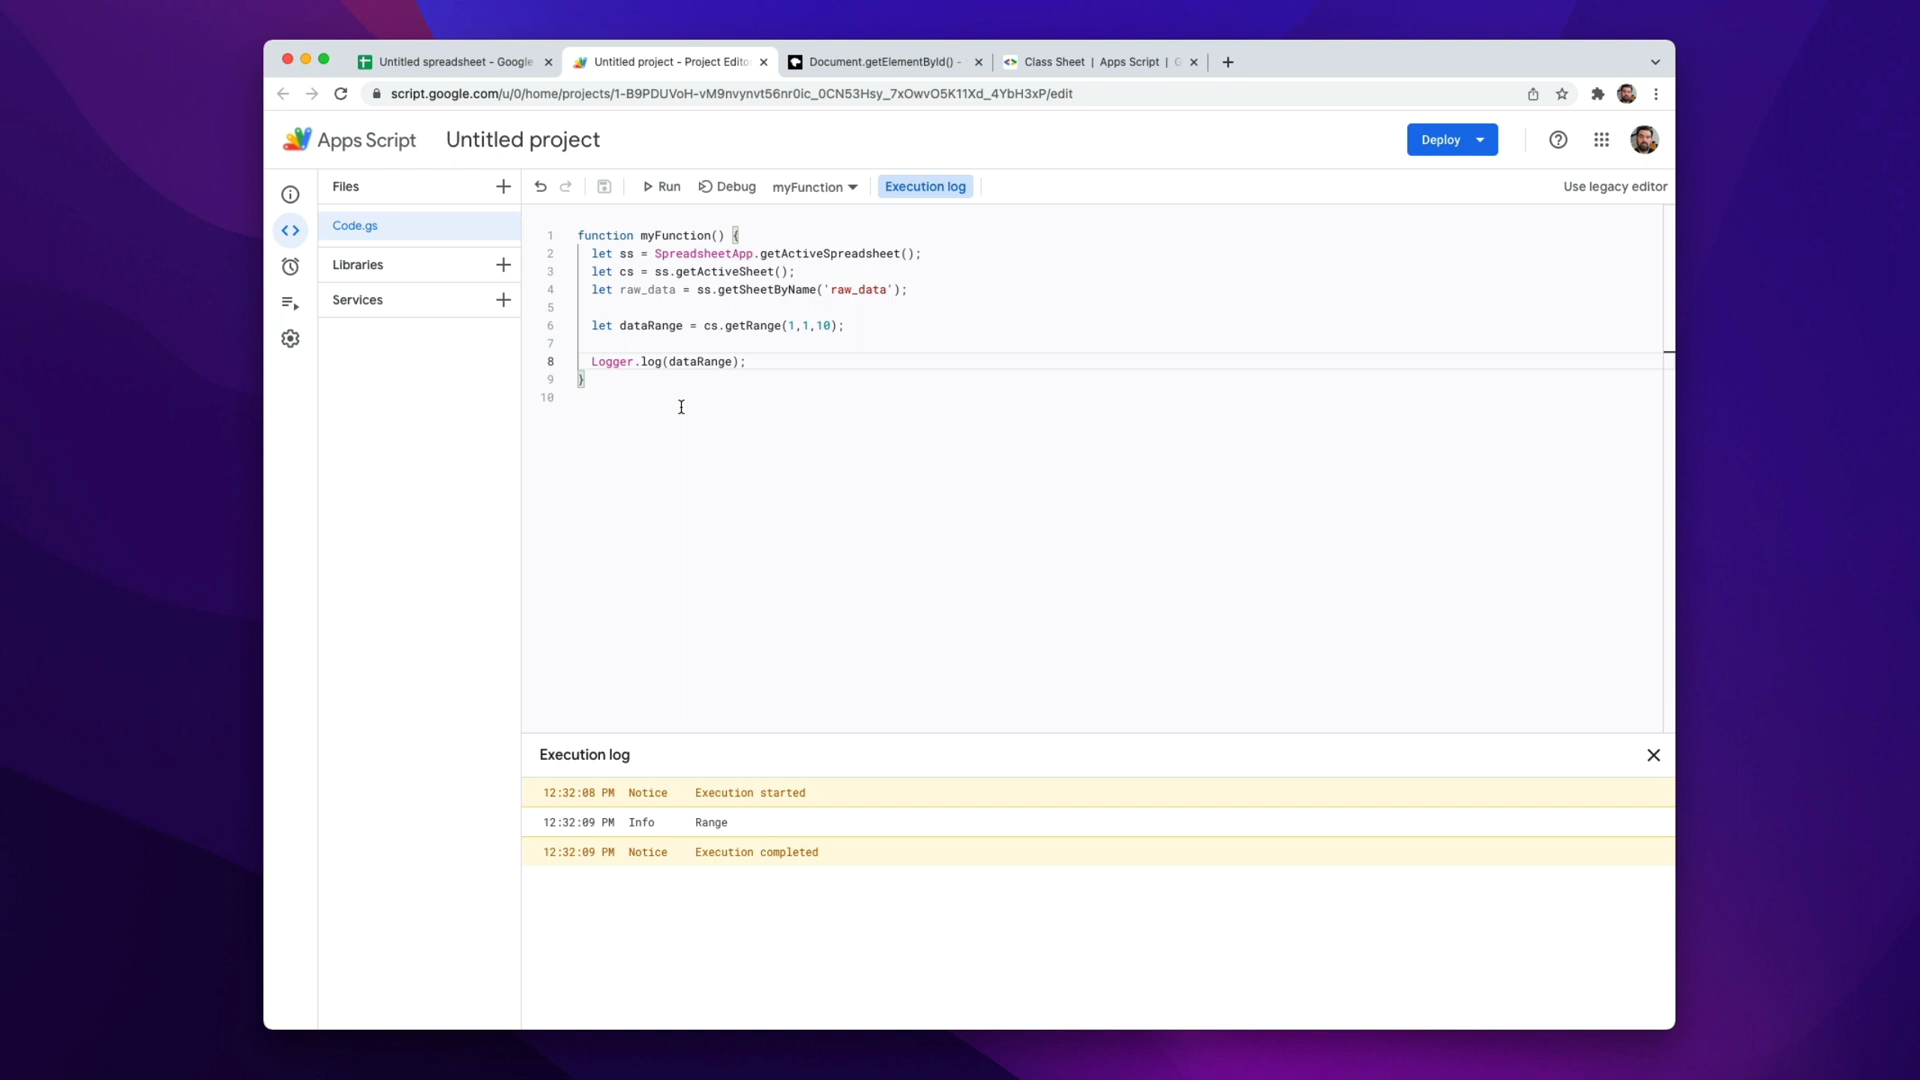 Untitled spreadsheet - Google
Untitled project - Project Edito
Document.getElementById() -
Class Sheet | Apps Script | G
script.google.com/u/0/home/projects/1-B9PDUVoH-vM9nvynvt56nr0ic_0CN53Hsy_7xOwvO5K11Xd_4YbH3xP/edit
Apps Script
Untitled project
Deploy
Files
Run
Debug
myFunction
Execution log
Use legacy editor
Code.gs
Libraries
Services
1 function myFunction() {
2 let ss = SpreadsheetApp.getActiveSpreadsheet();
3 let cs = ss.getActiveSheet();
4 let raw_data = ss.getSheetByName('raw_data');
5
6 let dataRange = cs.getRange(1,1,10);
7
8 Logger.log(dataRange);
9 }
10
Execution log
12:32:08 PM Notice Execution started
12:32:09 PM Info Range
12:32:09 PM Notice Execution completed